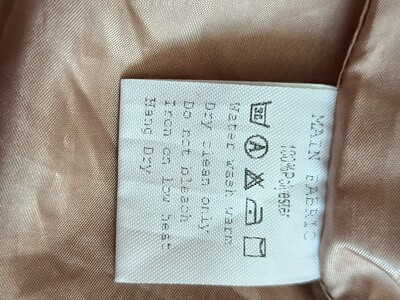 MAIN FABRIC
100%Polyester
30 A
Water wash warm
Dry clean only
Do not bleach
Iron on low heat
Hang Dry